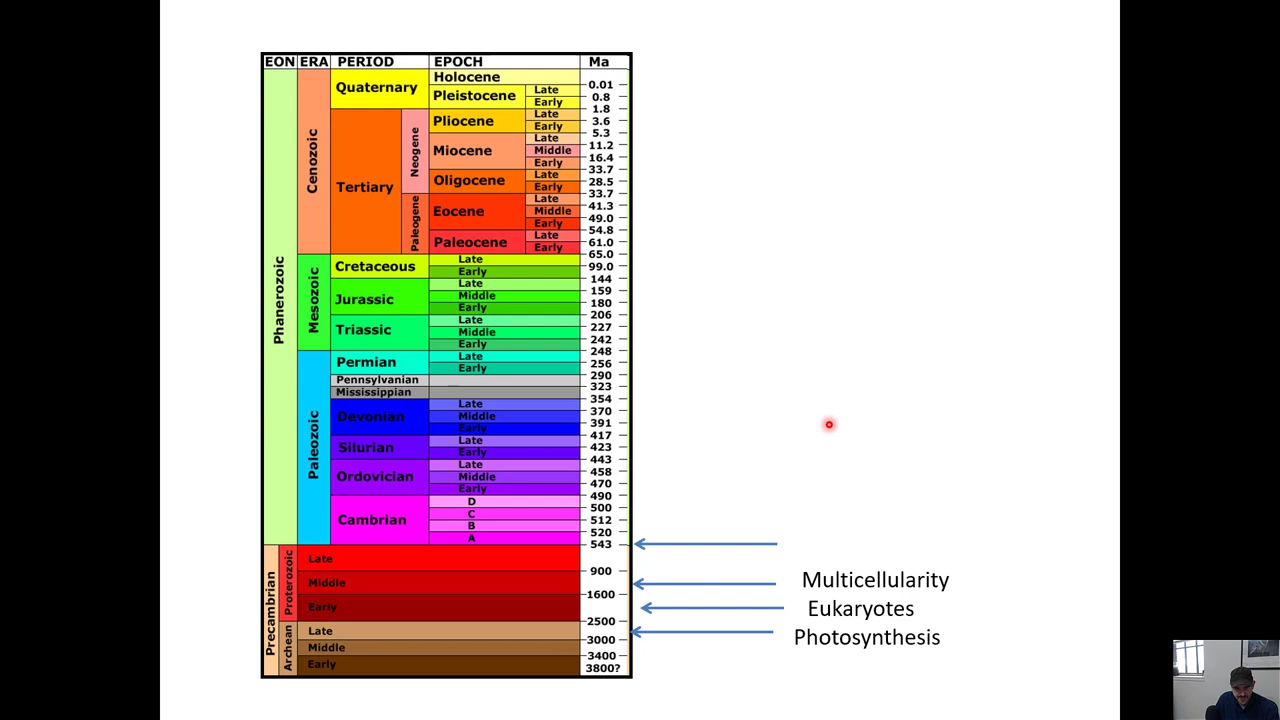 EON ERA PERIOD EPOCH Ma
Phanerozoic
Cenozoic
Quaternary
Holocene
0.01
Pleistocene
Late
0.8
Early
1.8
Tertiary
Neogene
Pliocene
Late
3.6
Early
5.3
Miocene
Late
11.2
Middle
16.4
Early
33.7
Oligocene
Late
28.5
Early
33.7
Paleogene
Eocene
Late
41.3
Middle
49.0
Early
54.8
Paleocene
Late
61.0
Early
65.0
Mesozoic
Cretaceous
Late
99.0
Early
144
Jurassic
Late
159
Middle
180
Early
206
Triassic
Late
227
Middle
242
Early
248
Paleozoic
Permian
Late
256
Early
290
Pennsylvanian
323
Mississippian
354
Devonian
Late
370
Middle
391
Early
417
Silurian
Late
423
Early
443
Ordovician
Late
458
Middle
470
Early
490
Cambrian
D
500
C
512
B
520
A
543
Precambrian
Proterozoic
Late
900
Middle
1600
Early
2500
Archean
Late
3000
Middle
3400
Early
3800?
Multicellularity
Eukaryotes
Photosynthesis